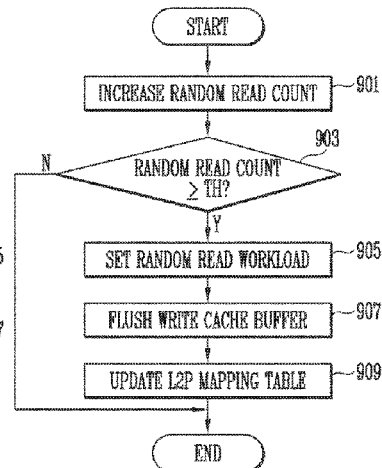 START
INCREASE RANDOM READ COUNT
901
903
N
RANDOM READ COUNT
≥ TH?
Y
SET RANDOM READ WORKLOAD
905
FLUSH WRITE CACHE BUFFER
907
UPDATE L2P MAPPING TABLE
909
END